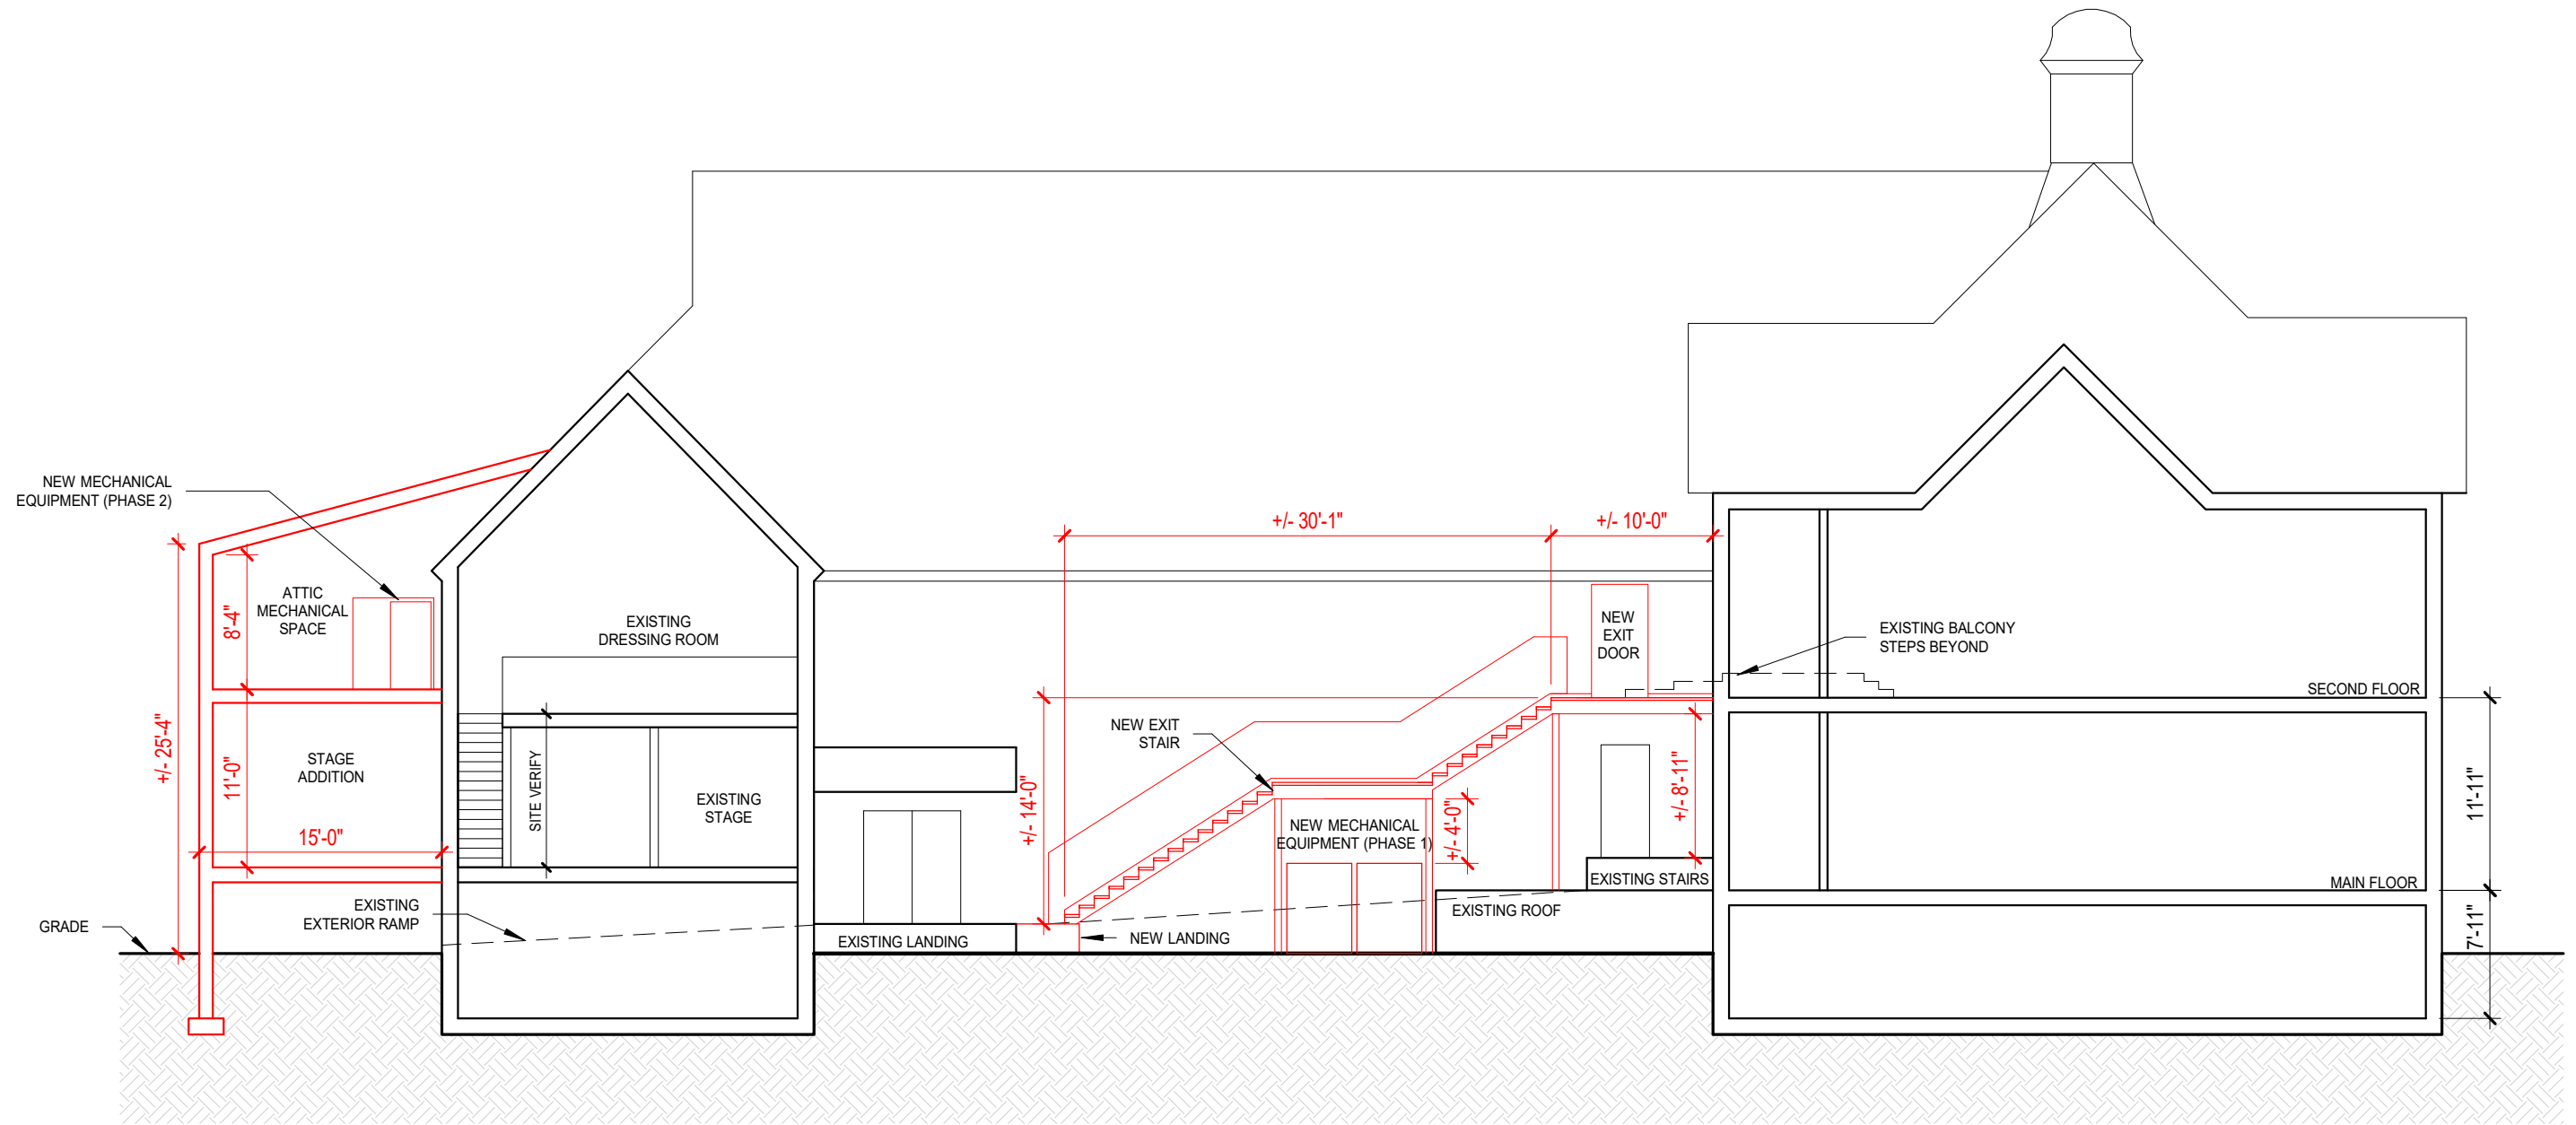 +/- 30'-1"
+/- 10'-0"
NEW MECHANICAL
EQUIPMENT (PHASE 2)
ATTIC
MECHANICAL
SPACE
8'-4"
+/- 25'-4"
11'-0"
STAGE
ADDITION
15'-0"
EXISTING
DRESSING ROOM
SITE VERIFY
EXISTING
STAGE
EXISTING
EXTERIOR RAMP
GRADE
EXISTING LANDING
+/- 14'-0"
NEW EXIT
STAIR
NEW LANDING
NEW MECHANICAL
EQUIPMENT (PHASE 1)
+/- 4'-0"
NEW
EXIT
DOOR
+/- 8'-11"
EXISTING STAIRS
EXISTING ROOF
EXISTING BALCONY
STEPS BEYOND
SECOND FLOOR
MAIN FLOOR
11'-11"
7'-11"